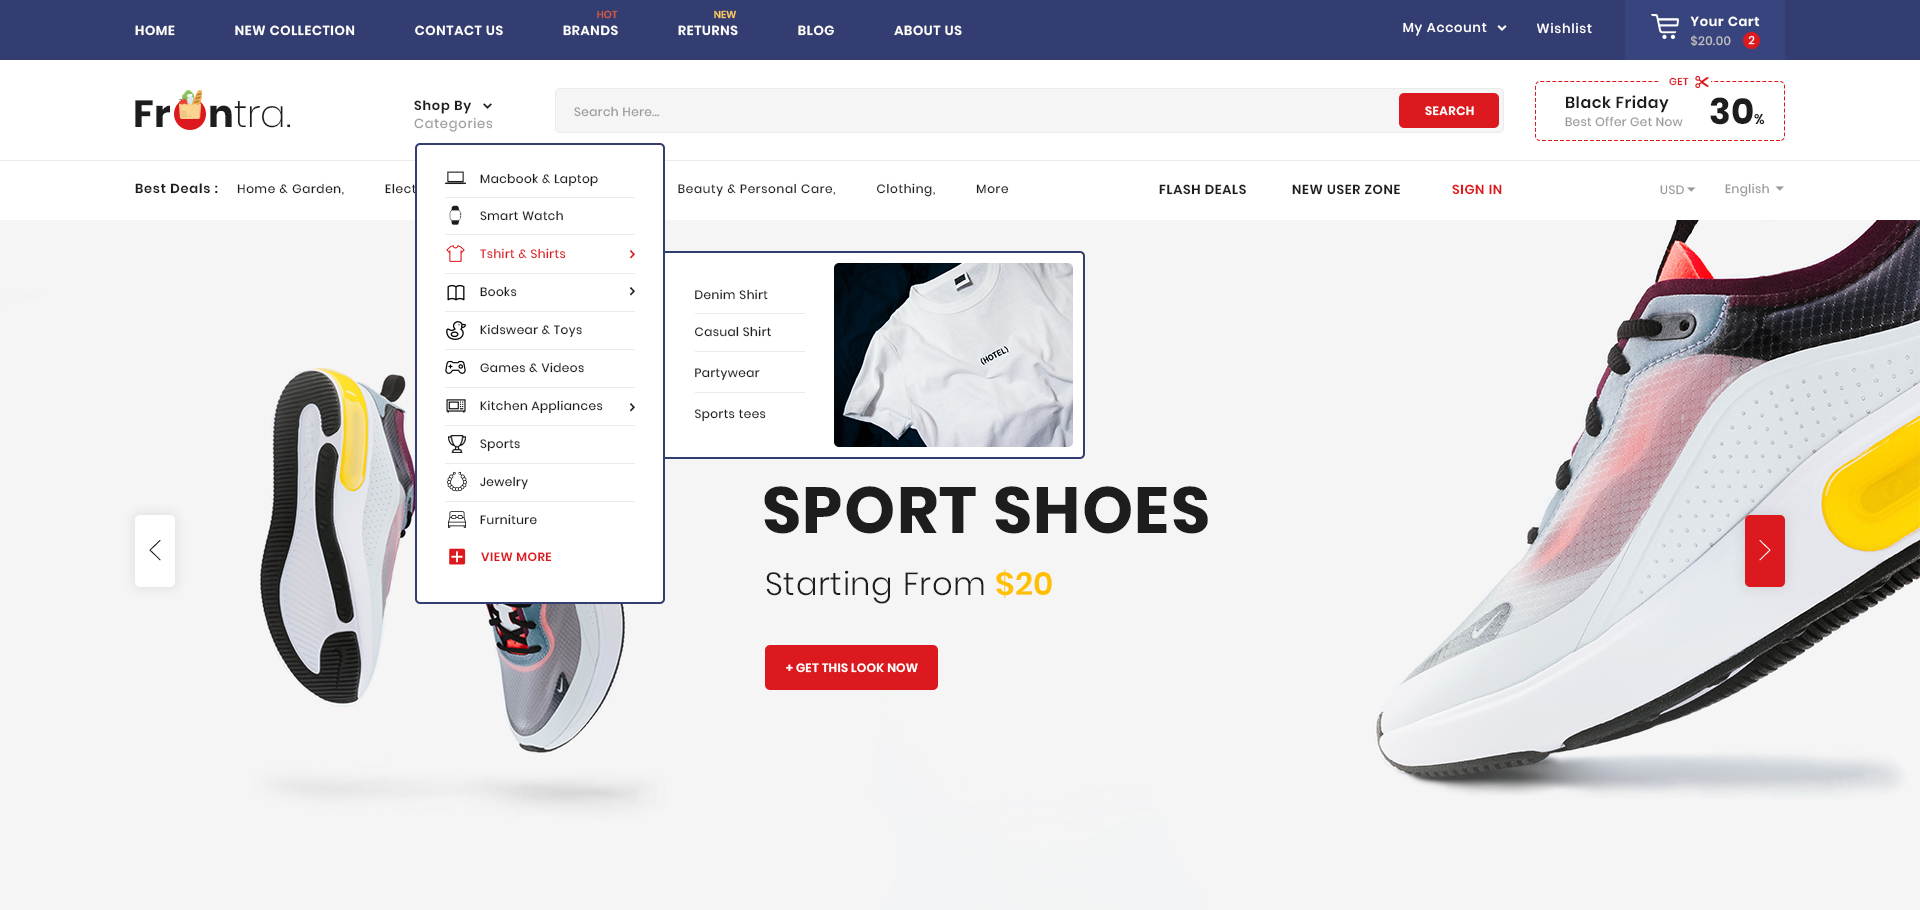 HOT
NEW
HOME NEW COLLECTION CONTACT US BRANDS RETURNS BLOG ABOUT US
My Account Wishlist
Your Cart
$20.00 2
Frontra.
Shop By
Categories
Search Here...
SEARCH
GET
Black Friday
Best Offer Get Now
30%
Best Deals : Home & Garden, Elect Beauty & Personal Care, Clothing, More
FLASH DEALS NEW USER ZONE SIGN IN
USD English
Macbook & Laptop
Smart Watch
Tshirt & Shirts
Books
Kidswear & Toys
Games & Videos
Kitchen Appliances
Sports
Jewelry
Furniture
VIEW MORE
Denim Shirt
Casual Shirt
Partywear
Sports tees
(HOTEL)
SPORT SHOES
Starting From $20
+ GET THIS LOOK NOW